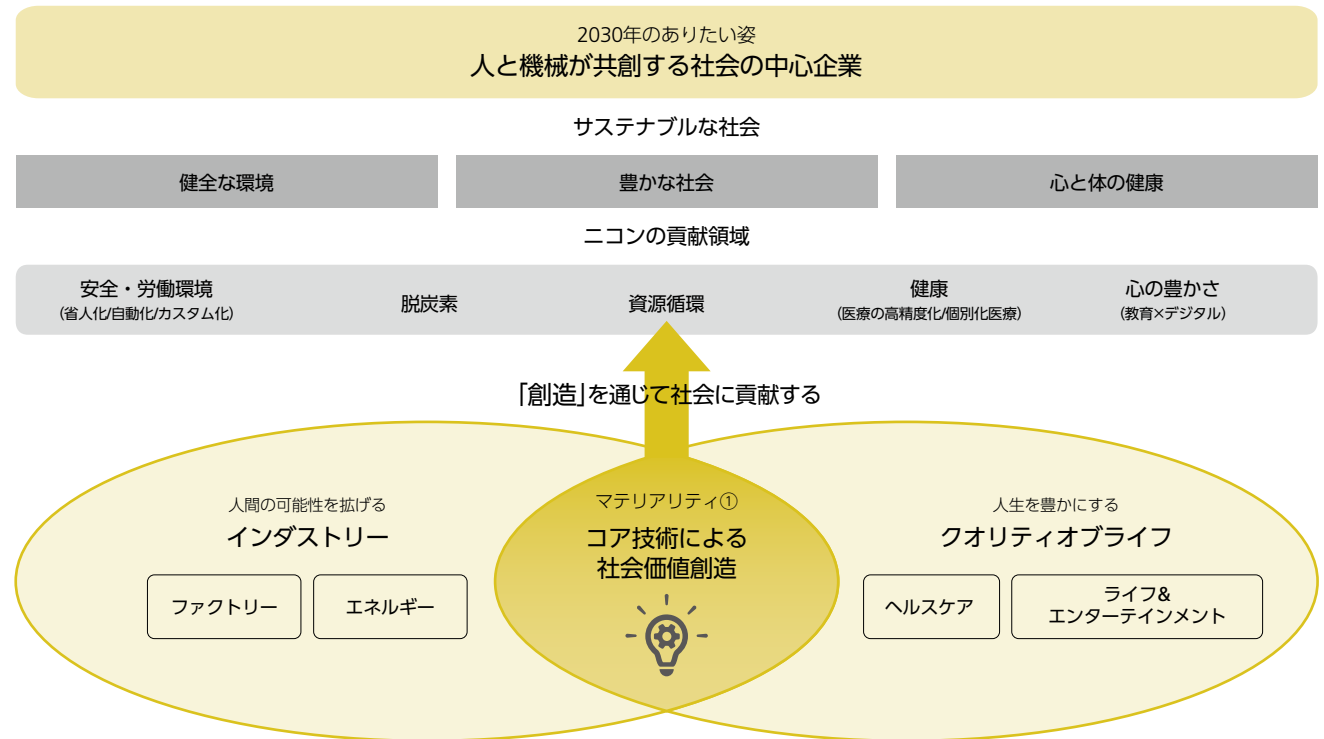 2030年のありたい姿
人と機械が共創する社会の中心企業
サステナブルな社会
健全な環境
豊かな社会
心と体の健康
ニコンの貢献領域
安全・労働環境
(省人化/自動化/カスタム化)
脱炭素
資源循環
健康
(医療の高精度化/個別化医療)
心の豊かさ
(教育×デジタル)
「創造」を通じて社会に貢献する
人間の可能性を拡げる
インダストリー
ファクトリー
エネルギー
マテリアリティ①
コア技術による
社会価値創造
人生を豊かにする
クオリティオブライフ
ヘルスケア
ライフ&
エンターテインメント